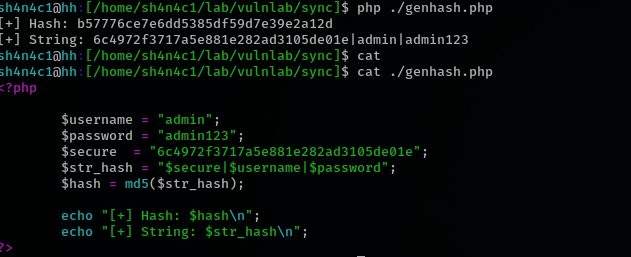 sh4n4c1@hh:[/home/sh4n4c1/lab/vulnlab/sync]$ php ./genhash.php
[+] Hash: b57776ce7e6dd5385df59d7e39e2a12d
[+] String: 6c4972f3717a5e881e282ad3105de01e|admin|admin123
sh4n4c1@hh:[/home/sh4n4c1/lab/vulnlab/sync]$ cat
sh4n4c1@hh:[/home/sh4n4c1/lab/vulnlab/sync]$ cat ./genhash.php
<?php
$username = "admin";
$password = "admin123";
$secure  = "6c4972f3717a5e881e282ad3105de01e";
$str_hash = "$secure|$username|$password";
$hash = md5($str_hash);
echo "[+] Hash: $hash\n";
echo "[+] String: $str_hash\n";
?>